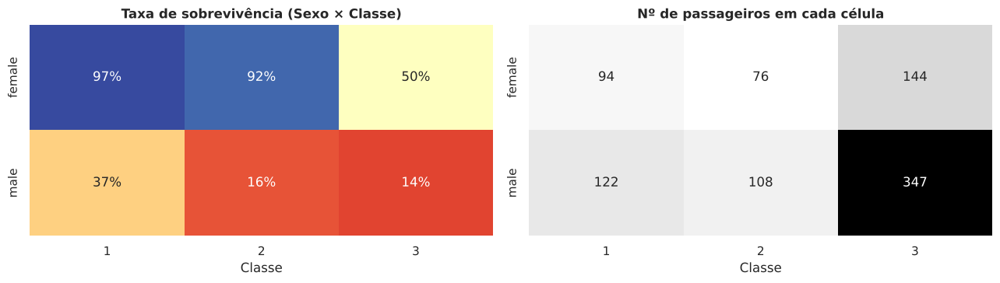 Taxa de sobrevivência (Sexo × Classe)
female
97%
92%
50%
male
37%
16%
14%
1
2
3
Classe
Nº de passageiros em cada célula
female
94
76
144
male
122
108
347
1
2
3
Classe